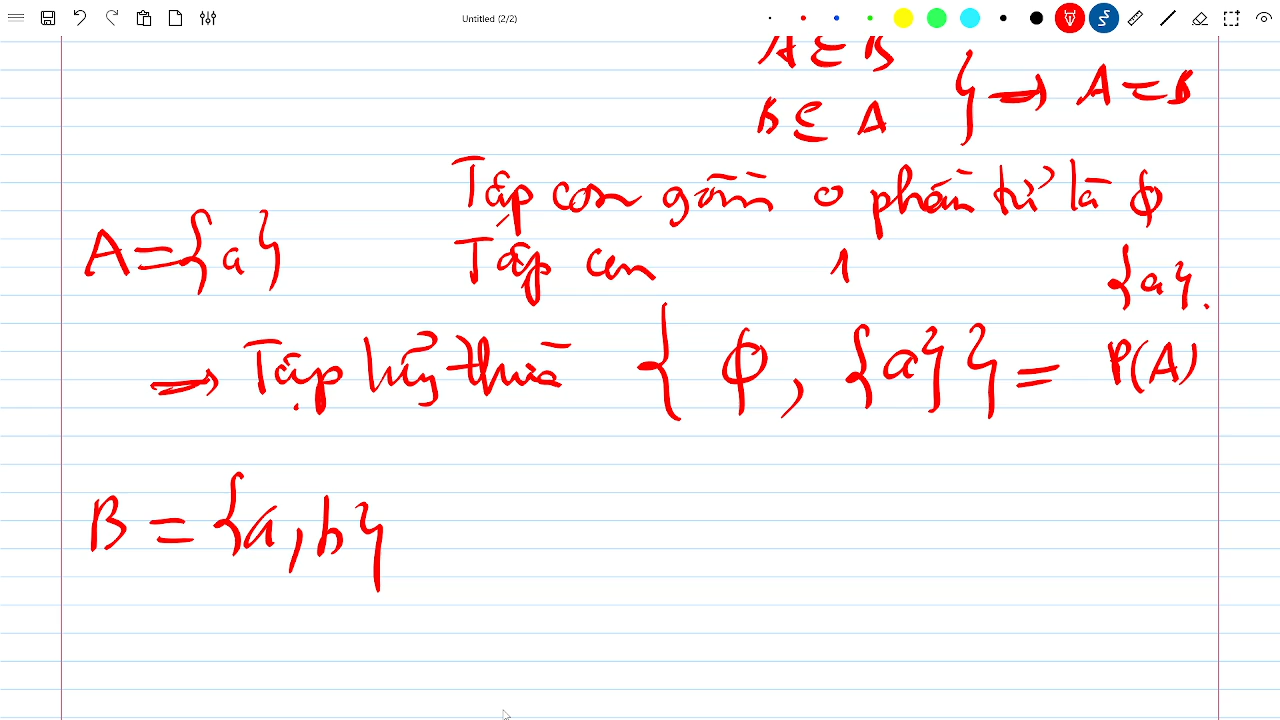 Untitled (2/2)
A ⊆ B
B ⊆ A } → A = B
Tập con gồm 0 phần tử là ϕ
A = {a} Tập con 1 {a}.
→ Tập lũy thừa { ϕ, {a} } = P(A)
B = {a, b}